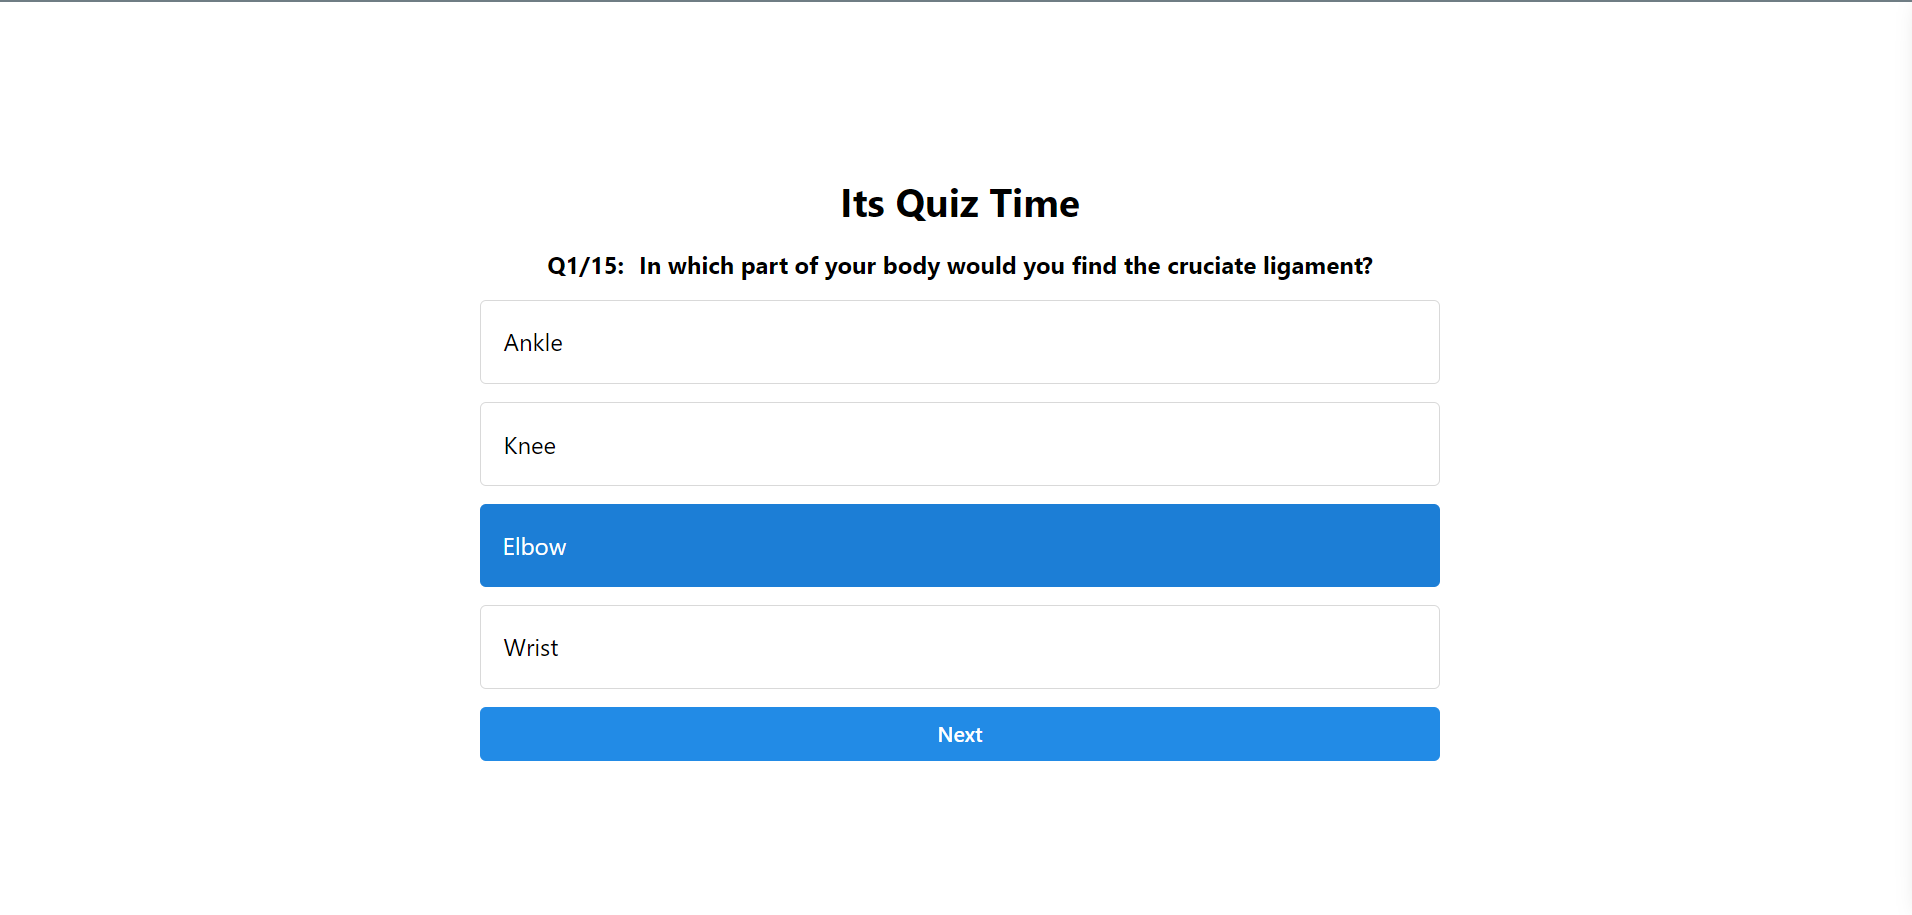 Its Quiz Time
Q1/15: In which part of your body would you find the cruciate ligament?
Ankle
Knee
Elbow
Wrist
Next